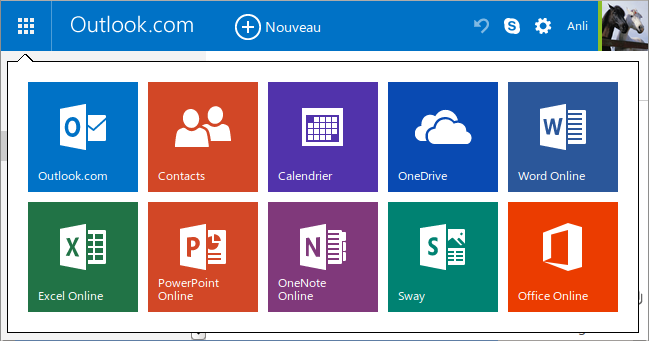 Outlook.com
Nouveau
Anli
Outlook.com
Contacts
Calendrier
OneDrive
Word Online
Excel Online
PowerPoint
Online
OneNote
Online
Sway
Office Online